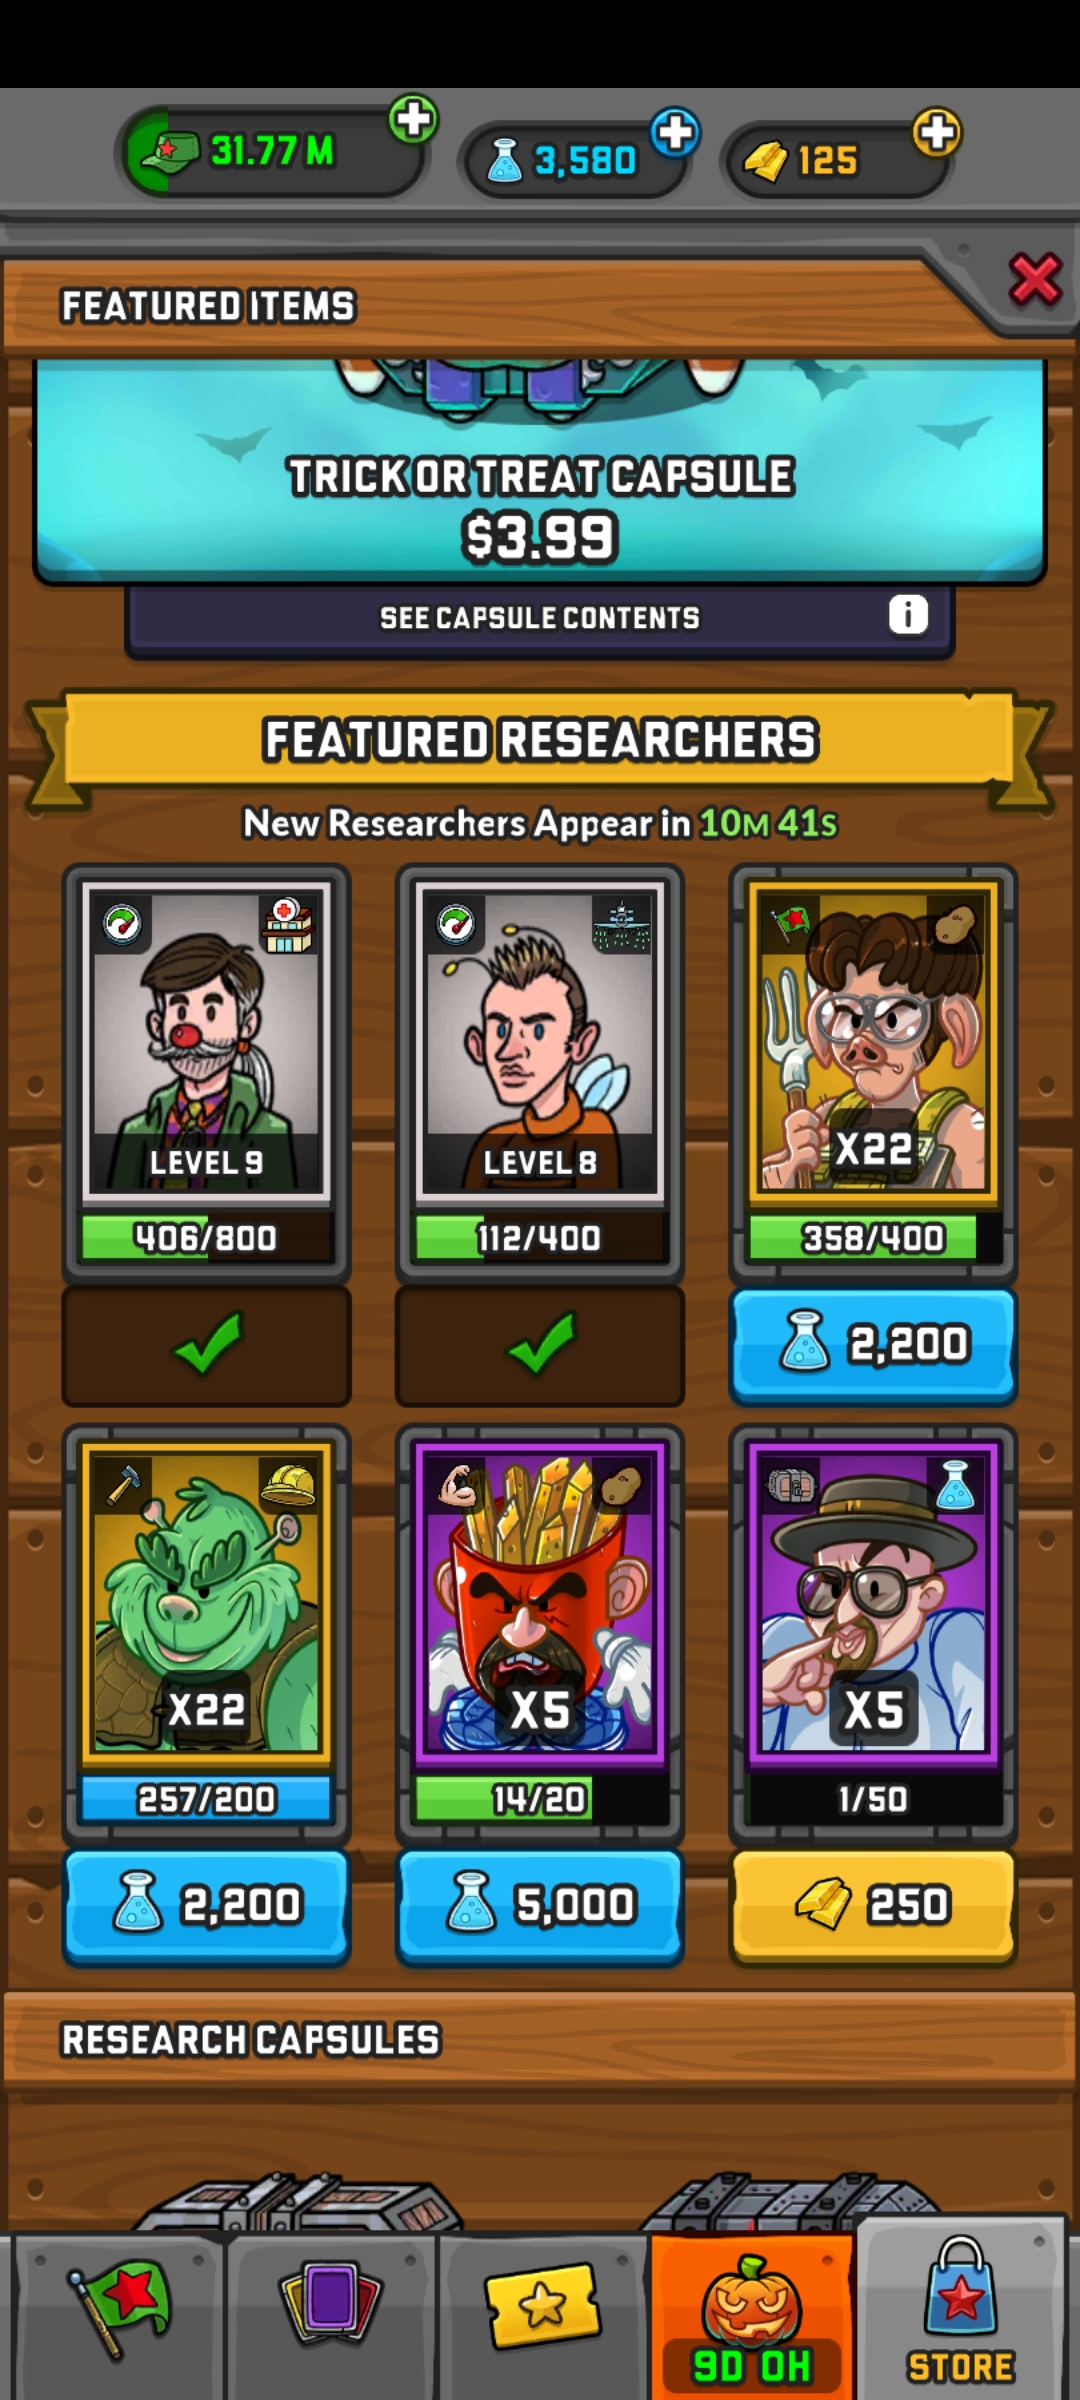 31.77 M
3,580
125
FEATURED ITEMS
TRICK OR TREAT CAPSULE
$3.99
SEE CAPSULE CONTENTS
i
FEATURED RESEARCHERS
New Researchers Appear in 10M 41S
LEVEL 9
LEVEL 8
X22
406/800
112/400
358/400
2,200
X22
X5
X5
257/200
14/20
1/50
2,200
5,000
250
RESEARCH CAPSULES
9D 0H
STORE